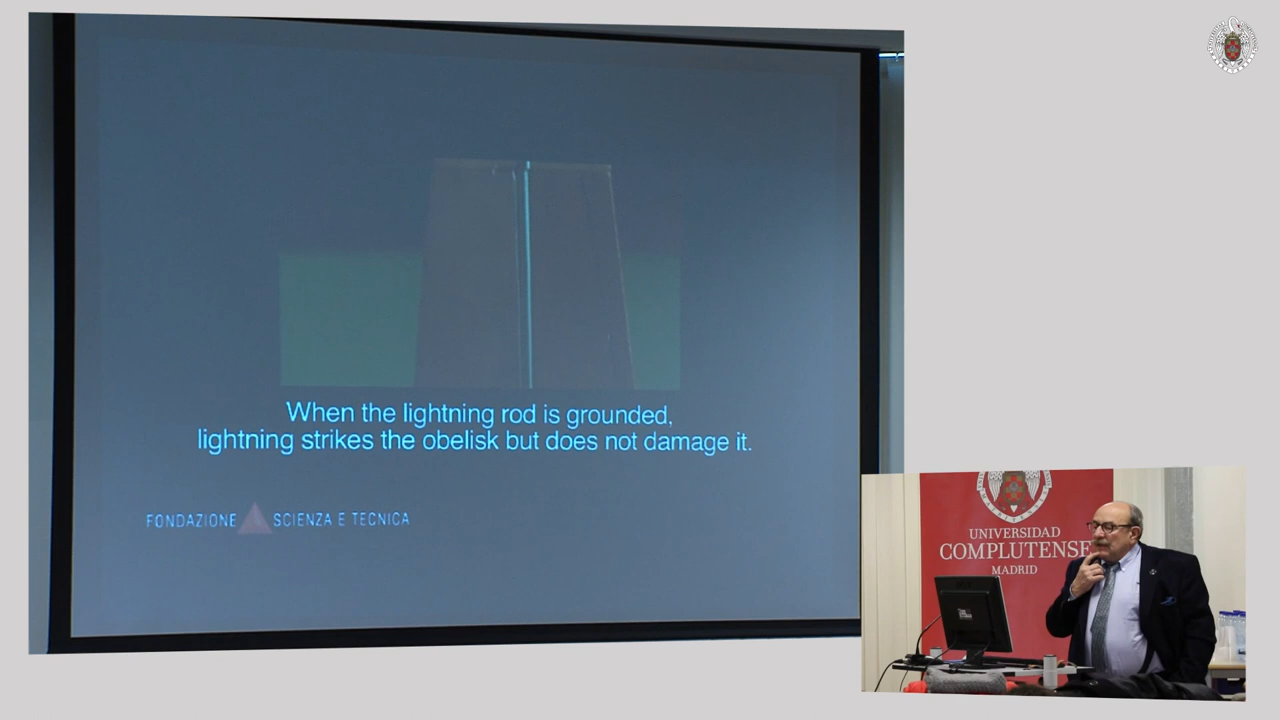 When the lightning rod is grounded,
lightning strikes the obelisk but does not damage it.
FONDAZIONE SCIENZA E TECNICA
UNIVERSIDAD
COMPLUTENSE
MADRID